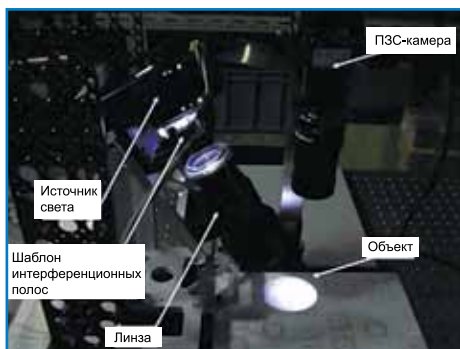 ПЗС-камера
Источник
света
Шаблон
интерференционных
полос
Объект
Линза